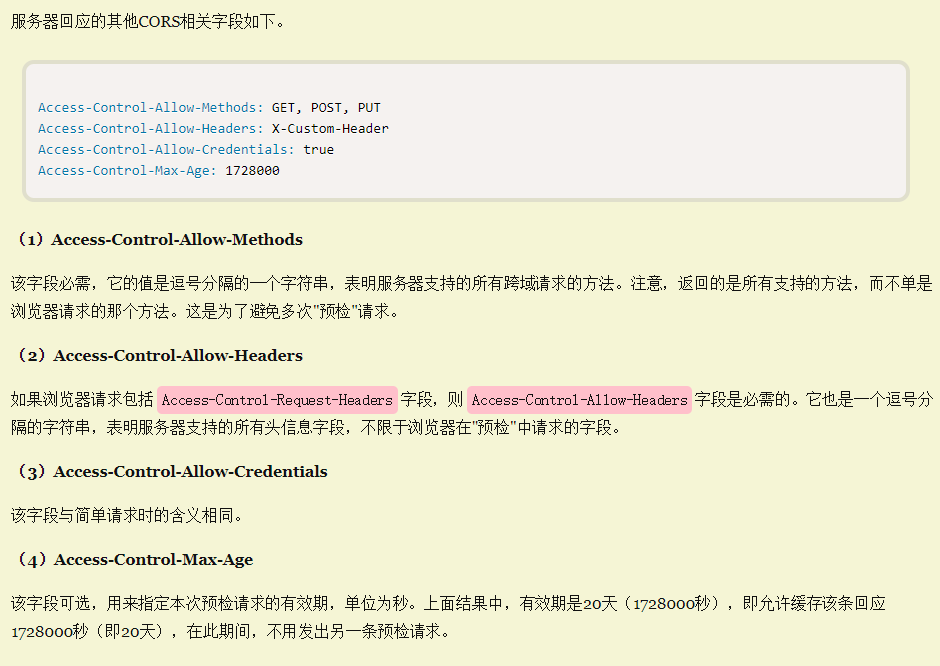 服务器回应的其他CORS相关字段如下。
Access-Control-Allow-Methods: GET, POST, PUT
Access-Control-Allow-Headers: X-Custom-Header
Access-Control-Allow-Credentials: true
Access-Control-Max-Age: 1728000
（1）Access-Control-Allow-Methods
该字段必需，它的值是逗号分隔的一个字符串，表明服务器支持的所有跨域请求的方法。注意，返回的是所有支持的方法，而不单是
浏览器请求的那个方法。这是为了避免多次"预检"请求。
（2）Access-Control-Allow-Headers
如果浏览器请求包括 Access-Control-Request-Headers 字段，则 Access-Control-Allow-Headers 字段是必需的。它也是一个逗号分
隔的字符串，表明服务器支持的所有头信息字段，不限于浏览器在"预检"中请求的字段。
（3）Access-Control-Allow-Credentials
该字段与简单请求时的含义相同。
（4）Access-Control-Max-Age
该字段可选，用来指定本次预检请求的有效期，单位为秒。上面结果中，有效期是20天（1728000秒），即允许缓存该条回应
1728000秒（即20天），在此期间，不用发出另一条预检请求。